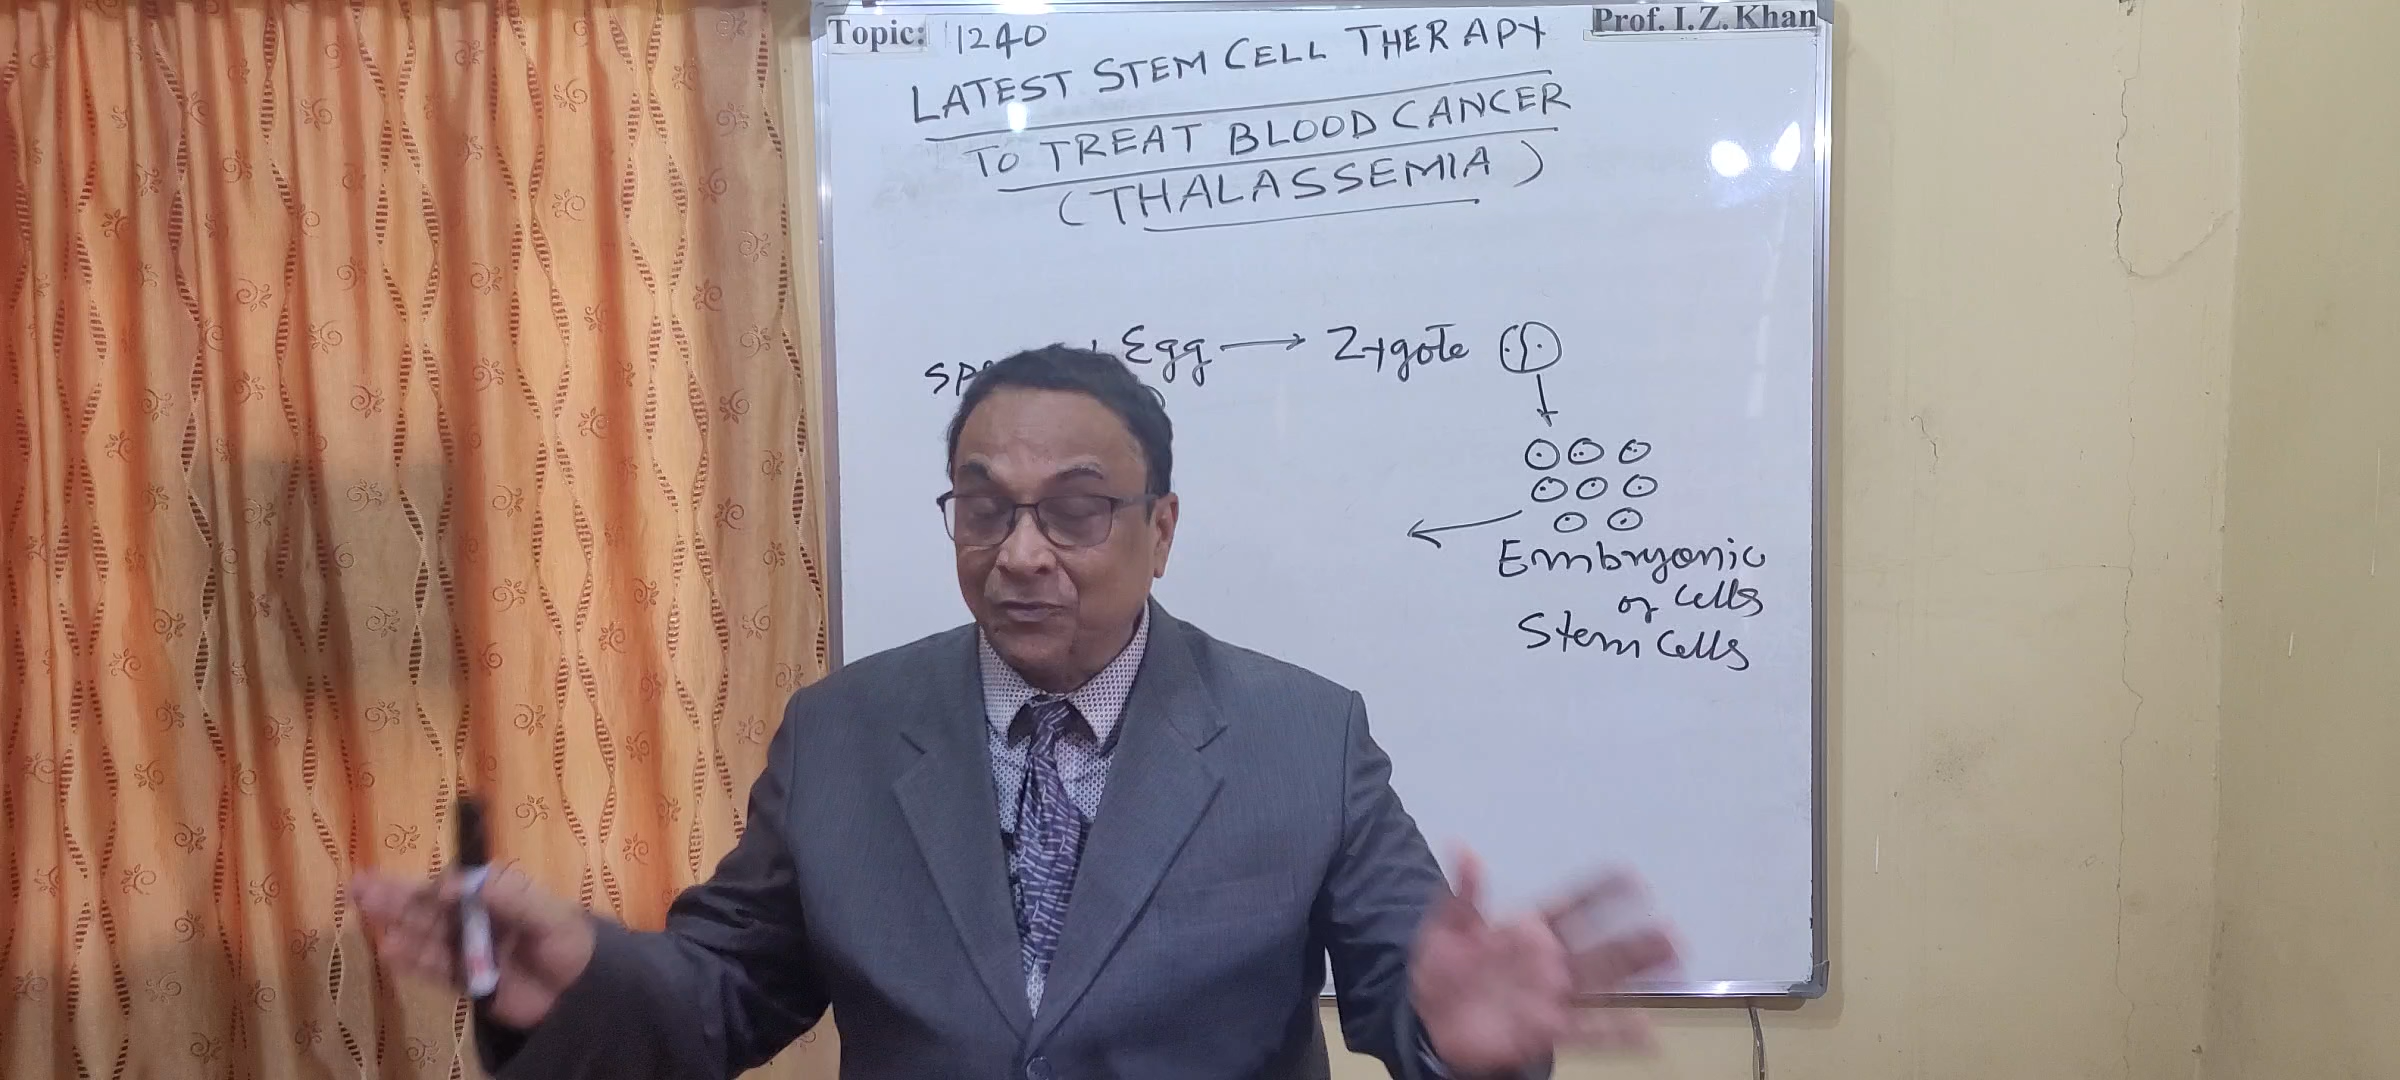 Topic: 1240
Prof. I.Z. Khan
LATEST STEM CELL THERAPY
TO TREAT BLOOD CANCER
(THALASSEMIA)
Egg → Zygote
Embryonic
or Cells
Stem Cells